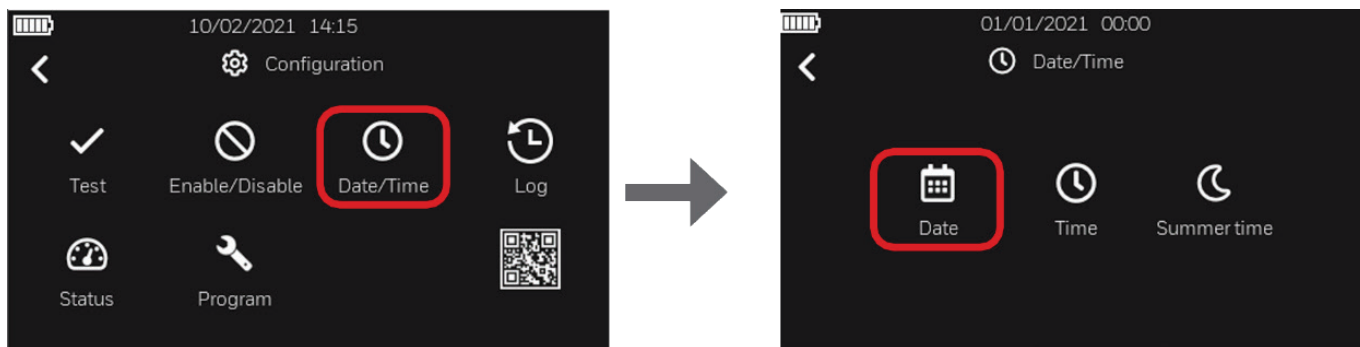 10/02/2021 14:15
Configuration
Test
Enable/Disable
Date/Time
Log
Status
Program
01/01/2021 00:00
Date/Time
Date
Time
Summer time